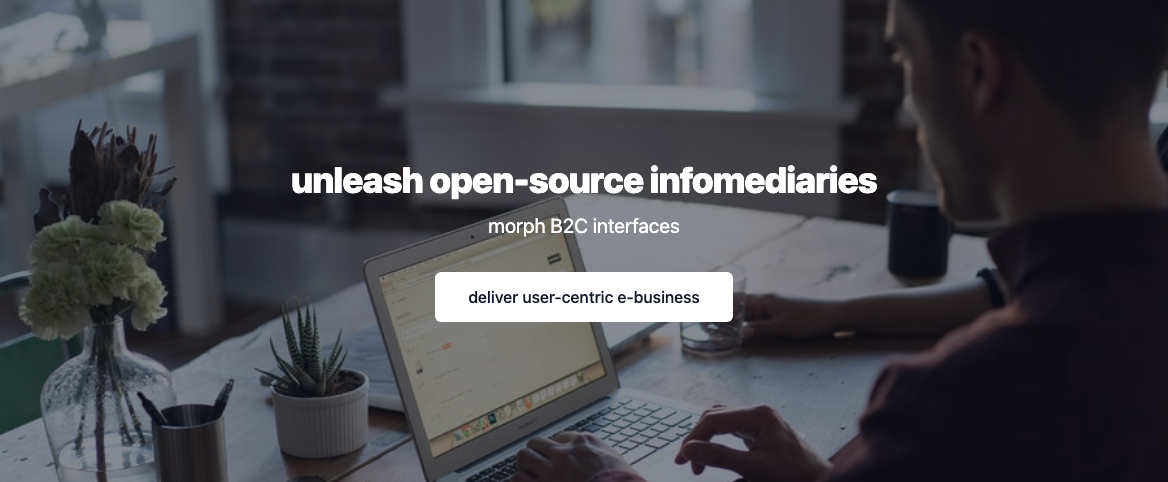 unleash open-source infomediaries
morph B2C interfaces
deliver user-centric e-business